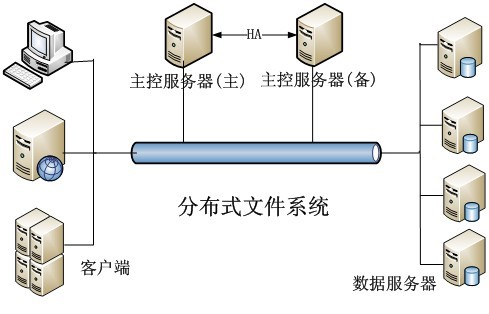 HA
主控服务器(主)
主控服务器(备)
分布式文件系统
客户端
数据服务器